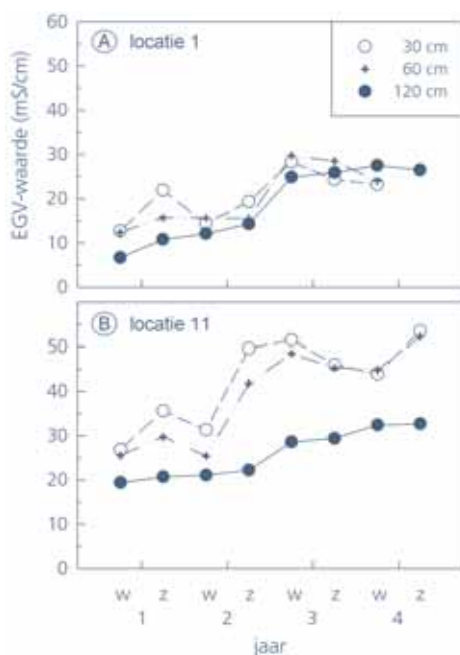 60
A locatie 1
30 cm
50
60 cm
40
120 cm
30
20
10
0
EGV-waarde (mS/cm)
B locatie 11
50
40
30
20
10
0
w z w z w z w z
1 2 3 4
jaar